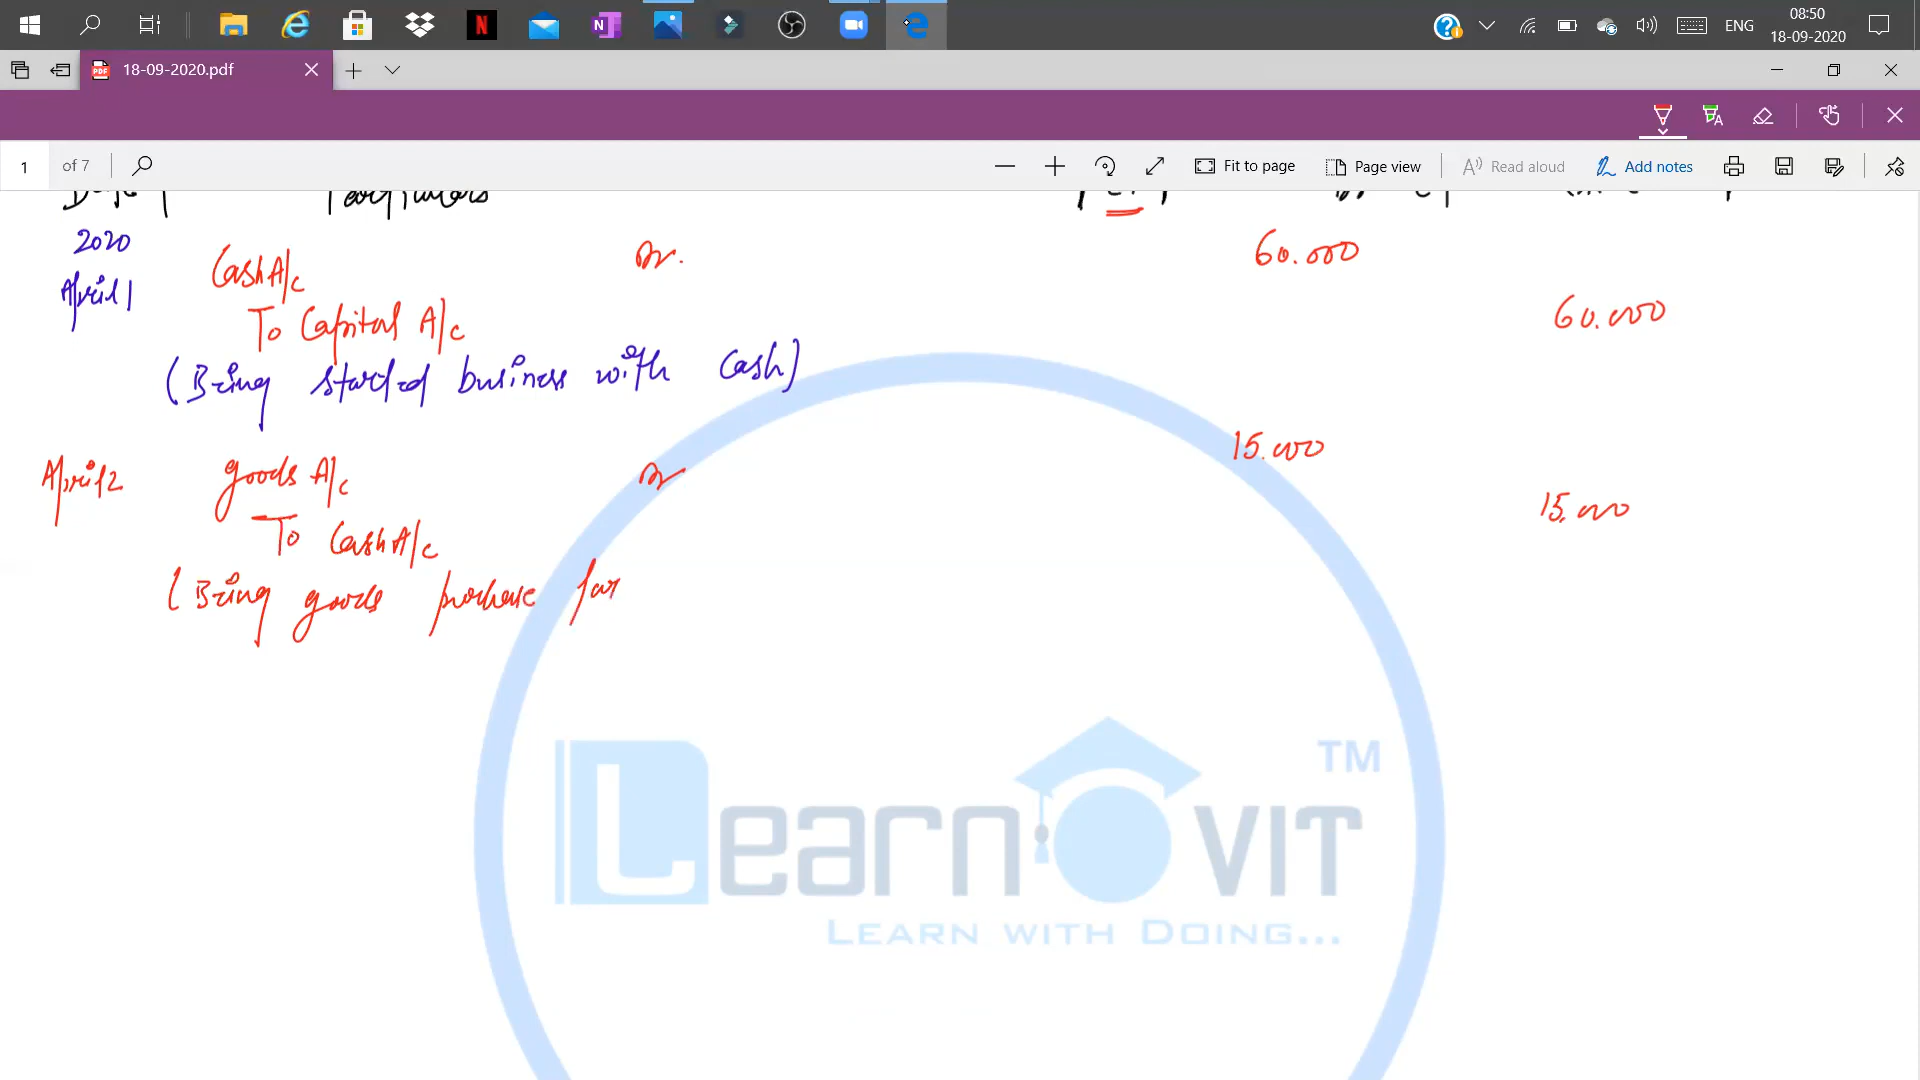 08:50
ENG
18-09-2020
18-09-2020.pdf
1 of 7
Fit to page
Page view
Read aloud
Add notes
Particulars
2020
April 1
Cash A/c
Dr.
60.000
To Capital A/c
60.000
(Being started business with Cash)
April 2
goods A/c
Dr
15.000
To Cash A/c
15.000
(Being goods purchase for
LEARNOVIT
TM
LEARN WITH DOING...